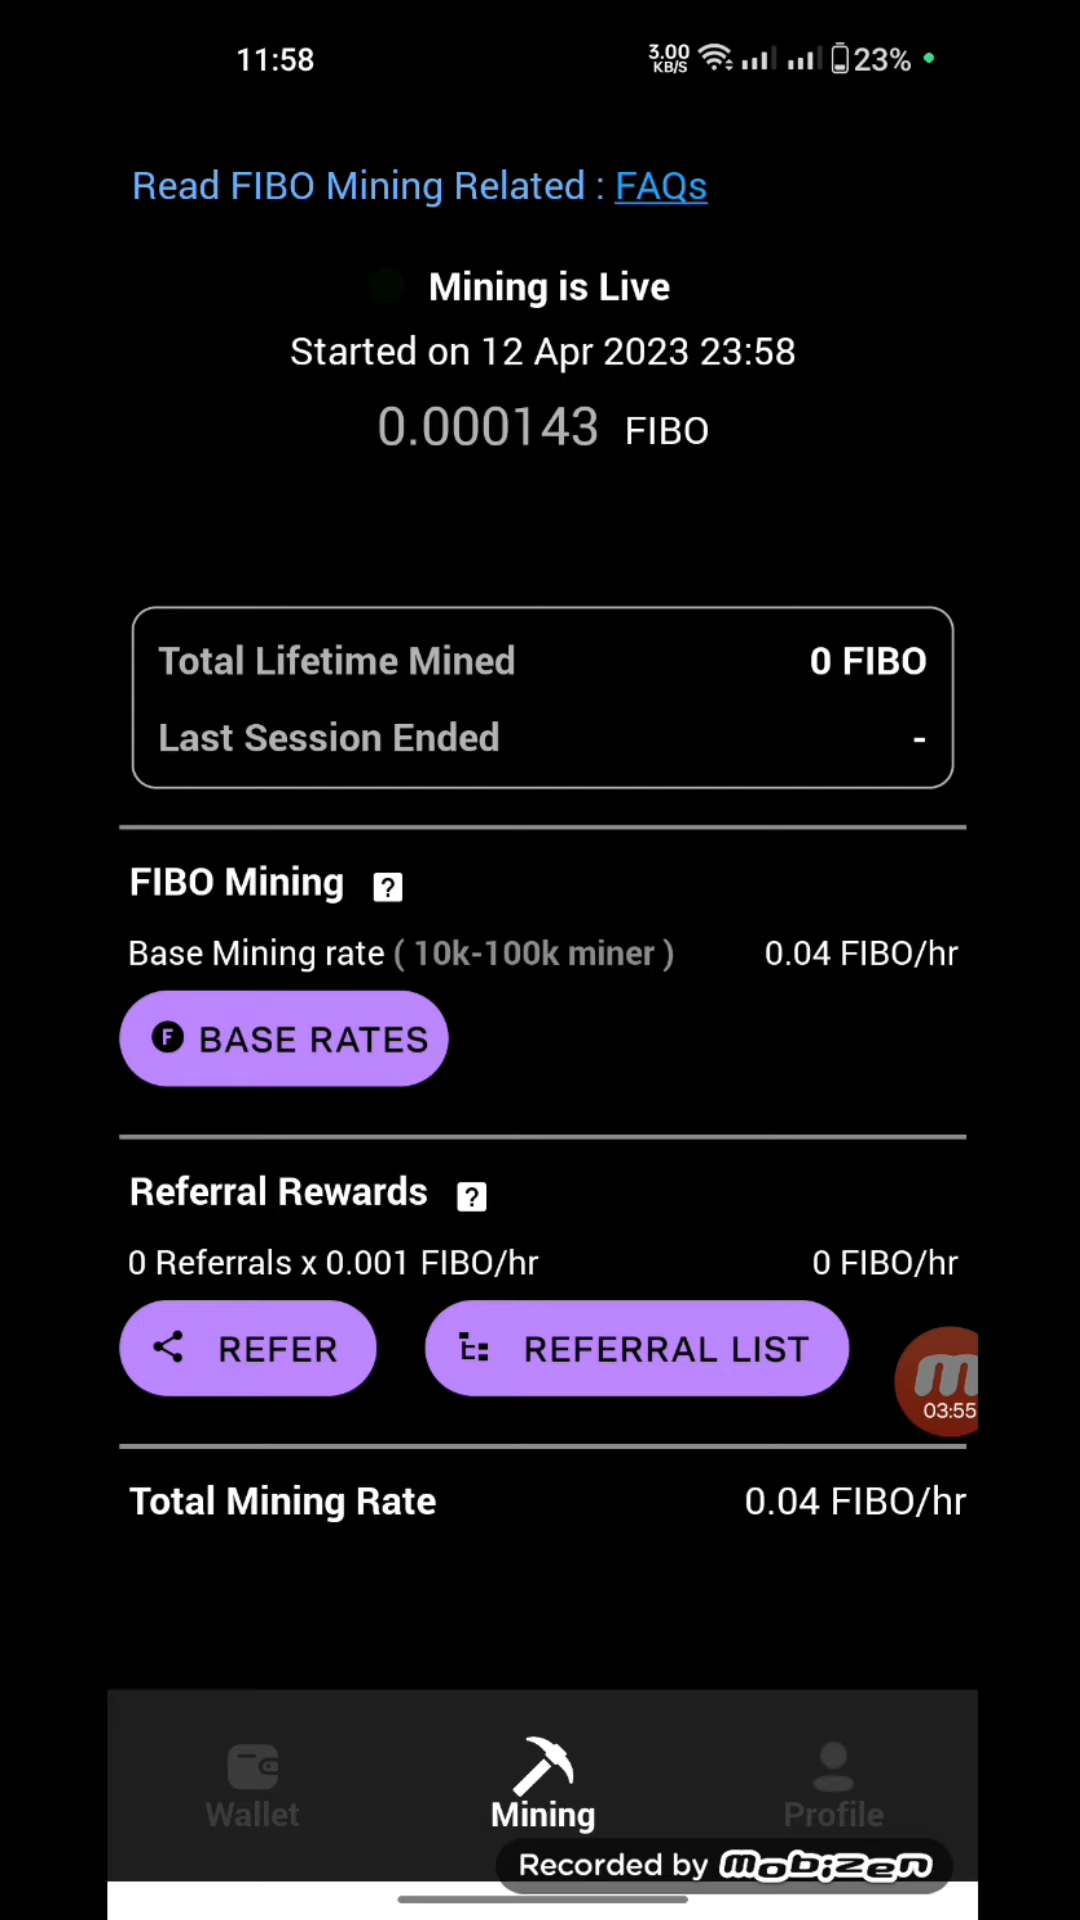 11:58
3.00 KB/S 23%
Read FIBO Mining Related : FAQs
Mining is Live
Started on 12 Apr 2023 23:58
0.000143 FIBO
Total Lifetime Mined 0 FIBO
Last Session Ended -
FIBO Mining ?
Base Mining rate ( 10k-100k miner ) 0.04 FIBO/hr
F BASE RATES
Referral Rewards ?
0 Referrals x 0.001 FIBO/hr 0 FIBO/hr
REFER REFERRAL LIST
m
03:55
Total Mining Rate 0.04 FIBO/hr
Wallet Mining Profile
Recorded by mobizen